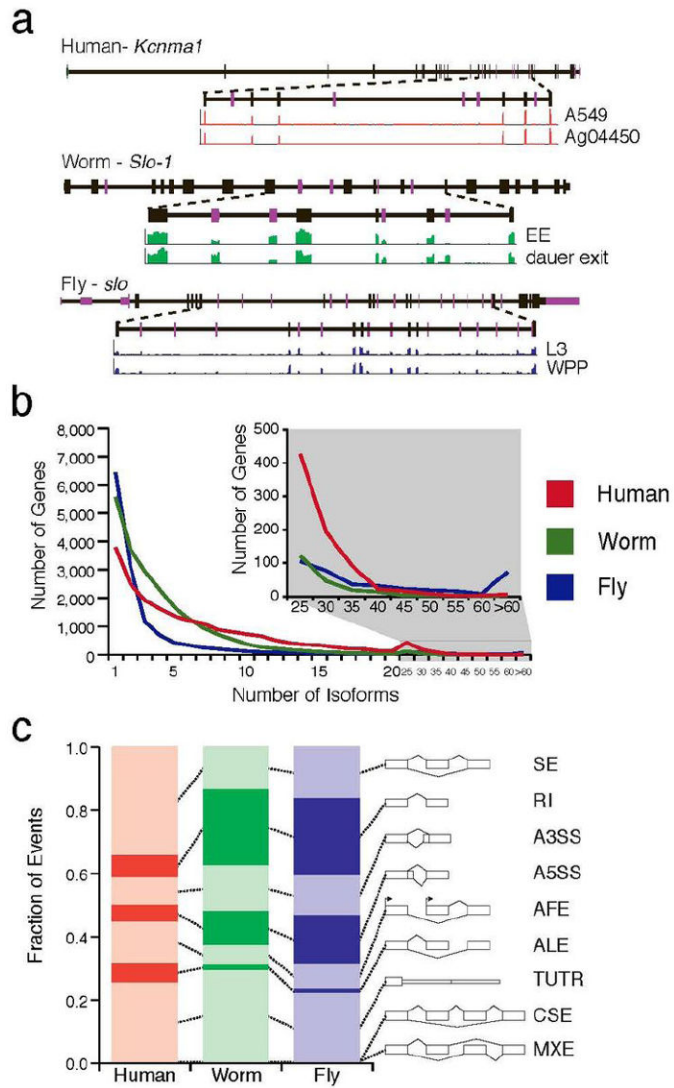 a
Human- Kcnma1
A549
Ag04450
Worm - Slo-1
EE
dauer exit
Fly - slo
L3
WPP
b
Number of Genes
8,000
7,000
6,000
5,000
4,000
3,000
2,000
1,000
0
1 5 10 15 20 25 30 35 40 45 50 55 60 >60
Number of Isoforms
Number of Genes
500
400
300
200
100
0
25 30 35 40 45 50 55 60 >60
Human
Worm
Fly
c
Fraction of Events
1.0
0.8
0.6
0.4
0.2
0.0
Human Worm Fly
SE
RI
A3SS
A5SS
AFE
ALE
TUTR
CSE
MXE